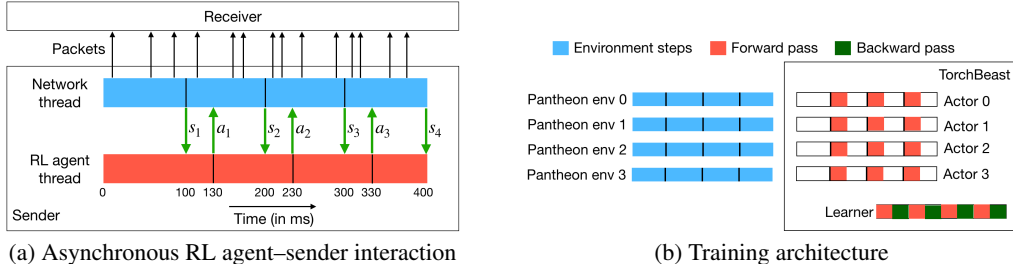 Receiver
Packets
Network
thread
s1 a1 s2 a2 s3 a3 s4
RL agent
thread
0 100 130 200 230 300 330 400
Time (in ms)
Sender
(a) Asynchronous RL agent–sender interaction
Environment steps Forward pass Backward pass
TorchBeast
Pantheon env 0 Actor 0
Pantheon env 1 Actor 1
Pantheon env 2 Actor 2
Pantheon env 3 Actor 3
Learner
(b) Training architecture